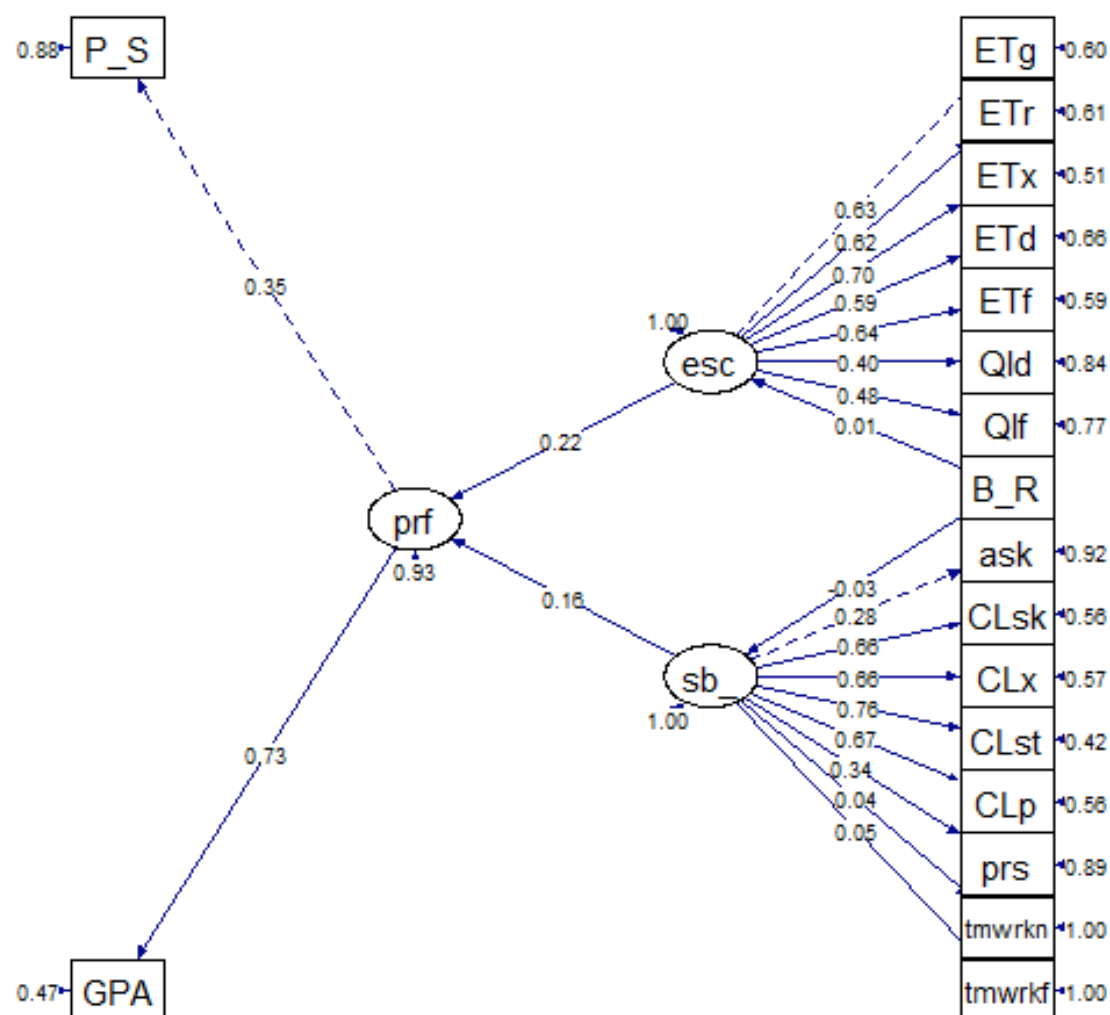 P_S
0.88
ETg
0.60
ETr
0.61
ETx
0.51
ETd
0.66
ETf
0.59
Qld
0.84
Qlf
0.77
B_R
ask
0.92
CLsk
0.56
CLx
0.57
CLst
0.42
CLp
0.56
prs
0.89
tmwrkn
1.00
tmwrkf
1.00
0.63
0.62
0.70
0.59
0.64
0.40
0.48
0.01
1.00
esc
0.35
0.22
prf
0.93
0.16
-0.03
0.28
0.66
0.66
0.76
0.67
0.34
0.04
0.05
sb_
1.00
0.73
0.47
GPA